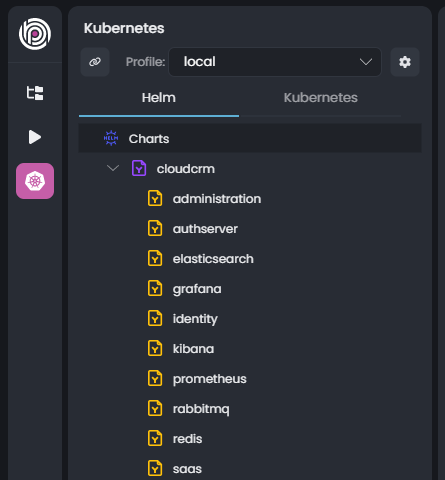 Kubernetes
Profile: local
Helm Kubernetes
HELM Charts
cloudcrm
administration
authserver
elasticsearch
grafana
identity
kibana
prometheus
rabbitmq
redis
saas